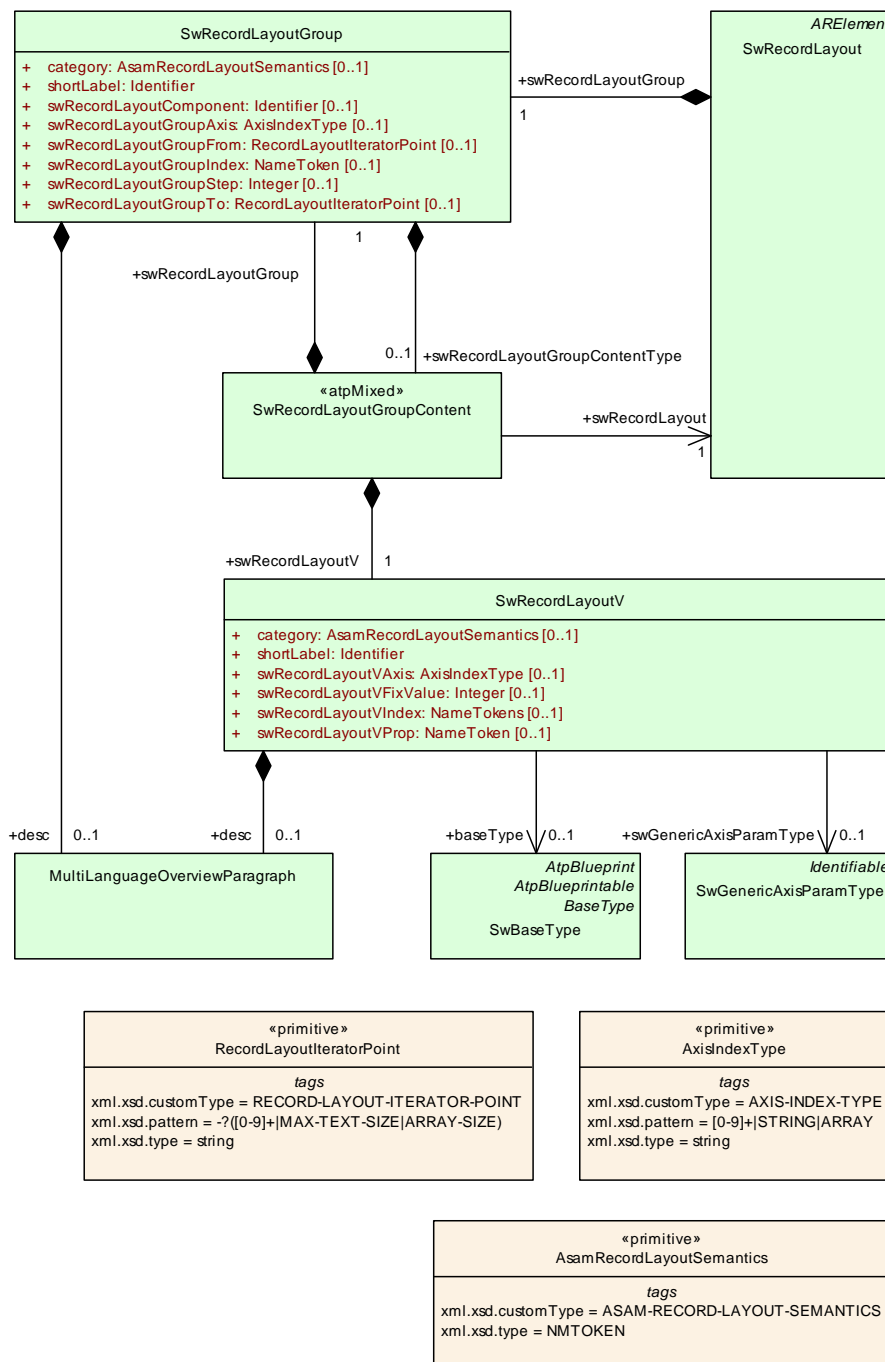 SwRecordLayoutGroup
+ category: AsamRecordLayoutSemantics [0..1]
+ shortLabel: Identifier
+ swRecordLayoutComponent: Identifier [0..1]
+ swRecordLayoutGroupAxis: AxisIndexType [0..1]
+ swRecordLayoutGroupFrom: RecordLayoutIteratorPoint [0..1]
+ swRecordLayoutGroupIndex: NameToken [0..1]
+ swRecordLayoutGroupStep: Integer [0..1]
+ swRecordLayoutGroupTo: RecordLayoutIteratorPoint [0..1]
ARElemen
SwRecordLayout
+swRecordLayoutGroup
1
1
+swRecordLayoutGroup
0..1
+swRecordLayoutGroupContentType
«atpMixed»
SwRecordLayoutGroupContent
+swRecordLayout
1
+swRecordLayoutV
1
SwRecordLayoutV
+ category: AsamRecordLayoutSemantics [0..1]
+ shortLabel: Identifier
+ swRecordLayoutVAxis: AxisIndexType [0..1]
+ swRecordLayoutVFixValue: Integer [0..1]
+ swRecordLayoutVIndex: NameTokens [0..1]
+ swRecordLayoutVProp: NameToken [0..1]
+desc
0..1
+desc
0..1
+baseType
0..1
+swGenericAxisParamType
0..1
MultiLanguageOverviewParagraph
AtpBlueprint
AtpBlueprintable
BaseType
SwBaseType
Identifiable
SwGenericAxisParamType
«primitive»
RecordLayoutIteratorPoint
tags
xml.xsd.customType = RECORD-LAYOUT-ITERATOR-POINT
xml.xsd.pattern = -?([0-9]+|MAX-TEXT-SIZE|ARRAY-SIZE)
xml.xsd.type = string
«primitive»
AxisIndexType
tags
xml.xsd.customType = AXIS-INDEX-TYPE
xml.xsd.pattern = [0-9]+|STRING|ARRAY
xml.xsd.type = string
«primitive»
AsamRecordLayoutSemantics
tags
xml.xsd.customType = ASAM-RECORD-LAYOUT-SEMANTICS
xml.xsd.type = NMTOKEN